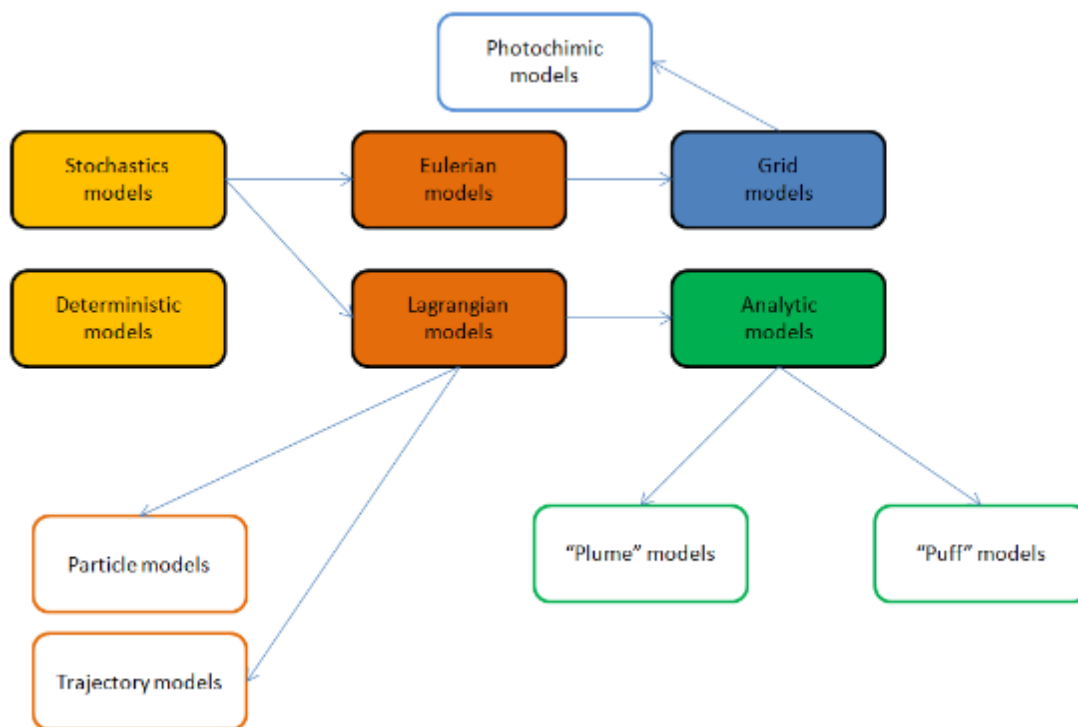 Photochimic
models
Stochastics
models
Eulerian
models
Grid
models
Deterministic
models
Lagrangian
models
Analytic
models
Particle models
"Plume" models
"Puff" models
Trajectory models